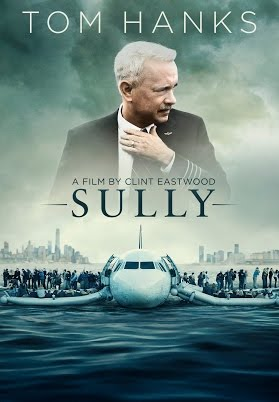 TOM HANKS
A FILM BY CLINT EASTWOOD
SULLY